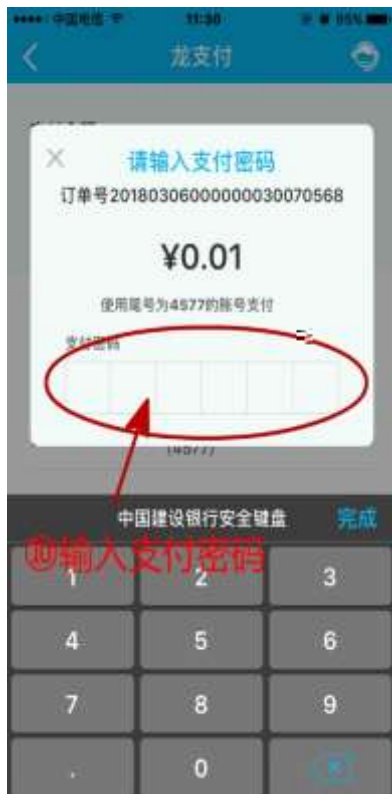 中国电信 11:30 95%
龙支付
请输入支付密码
订单号20180306000000030070568
¥0.01
使用尾号为4577的账号支付
支付密码
(4577)
中国建设银行安全键盘 完成
⑩输入支付密码
1 2 3
4 5 6
7 8 9
. 0